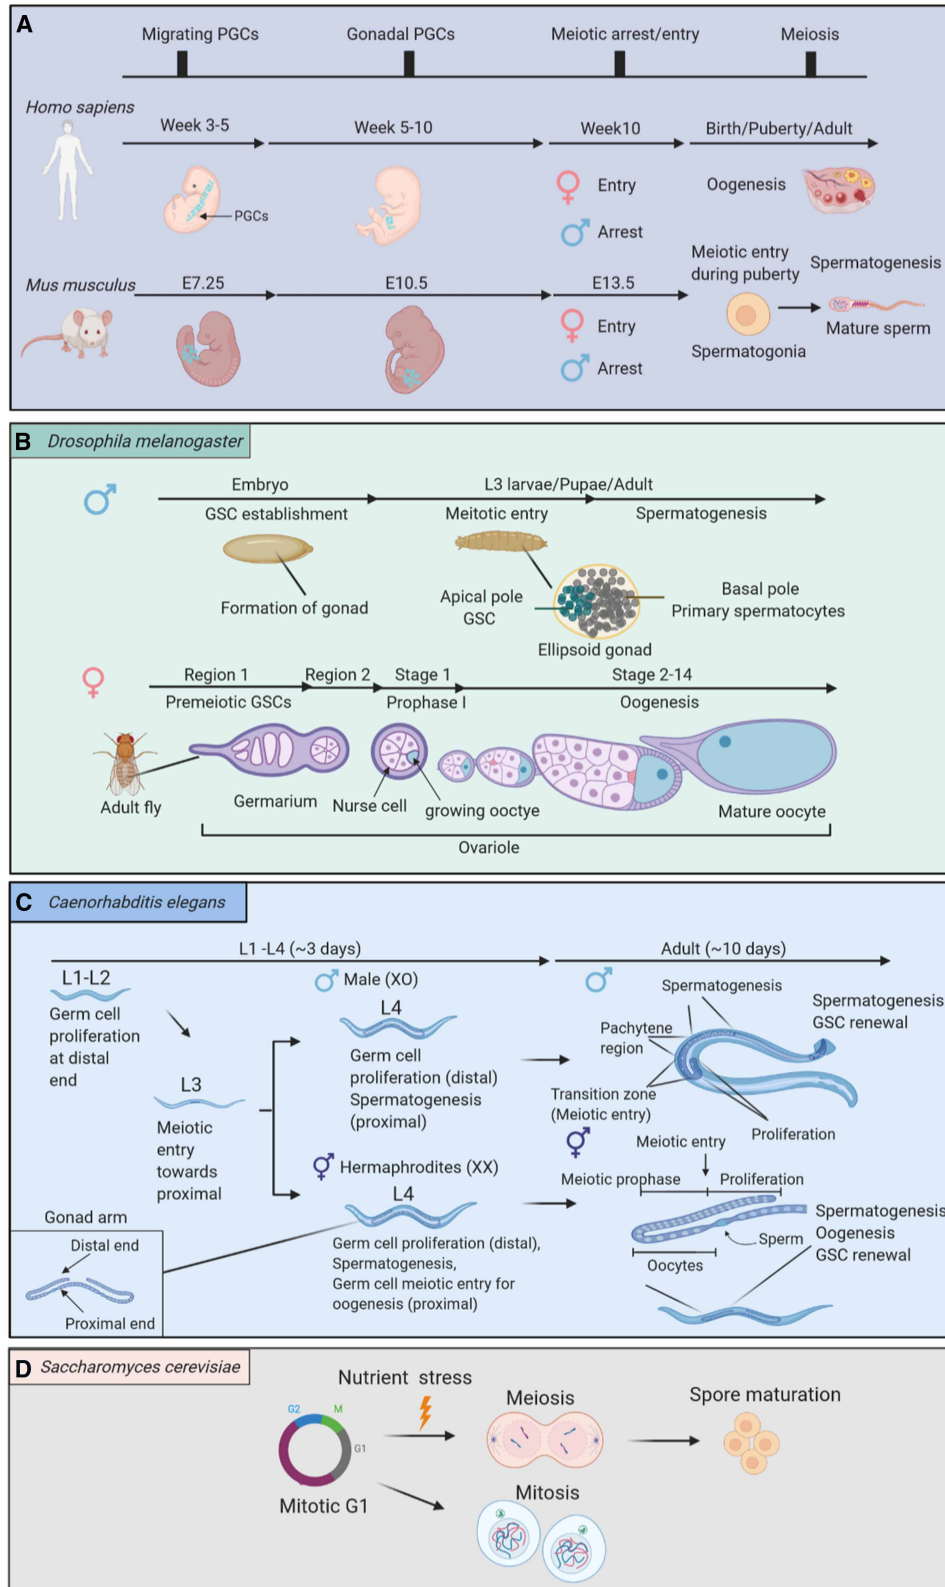 A
Migrating PGCs
Gonadal PGCs
Meiotic arrest/entry
Meiosis
Homo sapiens
Week 3-5
Week 5-10
Week10
Birth/Puberty/Adult
PGCs
Entry
Arrest
Oogenesis
Meiotic entry
during puberty
Spermatogenesis
Mus musculus
E7.25
E10.5
E13.5
Entry
Arrest
Spermatogonia
Mature sperm
B
Drosophila melanogaster
Embryo
L3 larvae/Pupae/Adult
GSC establishment
Meitotic entry
Spermatogenesis
Formation of gonad
Apical pole
GSC
Basal pole
Primary spermatocytes
Ellipsoid gonad
Region 1
Region 2
Stage 1
Stage 2-14
Premeiotic GSCs
Prophase I
Oogenesis
Adult fly
Germarium
Nurse cell
growing ooctye
Mature oocyte
Ovariole
C
Caenorhabditis elegans
L1 -L4 (~3 days)
Adult (~10 days)
L1-L2
Germ cell
proliferation
at distal
end
L3
Meiotic
entry
towards
proximal
Male (XO)
L4
Germ cell
proliferation (distal)
Spermatogenesis
(proximal)
Spermatogenesis
Pachytene
region
Transition zone
(Meiotic entry)
Proliferation
Spermatogenesis
GSC renewal
Hermaphrodites (XX)
L4
Germ cell proliferation (distal),
Spermatogenesis,
Germ cell meiotic entry for
oogenesis (proximal)
Meiotic entry
Meiotic prophase
Proliferation
Sperm
Oocytes
Spermatogenesis
Oogenesis
GSC renewal
Gonad arm
Distal end
Proximal end
D
Saccharomyces cerevisiae
Nutrient stress
G2
M
G1
Mitotic G1
Meiosis
Mitosis
Spore maturation